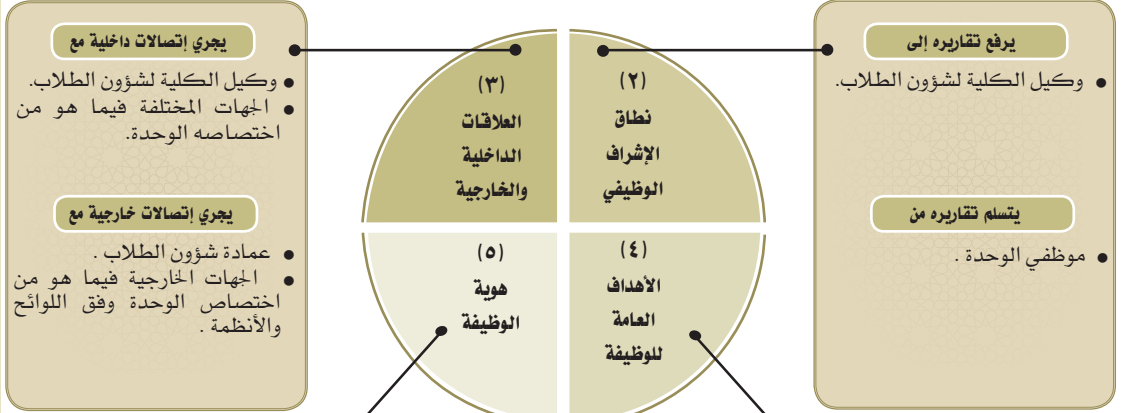 يرفع تقاريره إلى
● وكيل الكلية لشؤون الطلاب.
يتسلم تقاريره من
● موظفي الوحدة .
(٢)
نطاق
الإشراف
الوظيفي
(٣)
العلاقات
الداخلية
والخارجية
(٤)
الأهداف
العامة
للوظيفة
(٥)
هوية
الوظيفة
يجري إتصالات داخلية مع
● وكيل الكلية لشؤون الطلاب.
● الجهات المختلفة فيما هو من
اختصاصه الوحدة.
يجري إتصالات خارجية مع
● عمادة شؤون الطلاب .
● الجهات الخارجية فيما هو من
اختصاص الوحدة وفق اللوائح
والأنظمة .